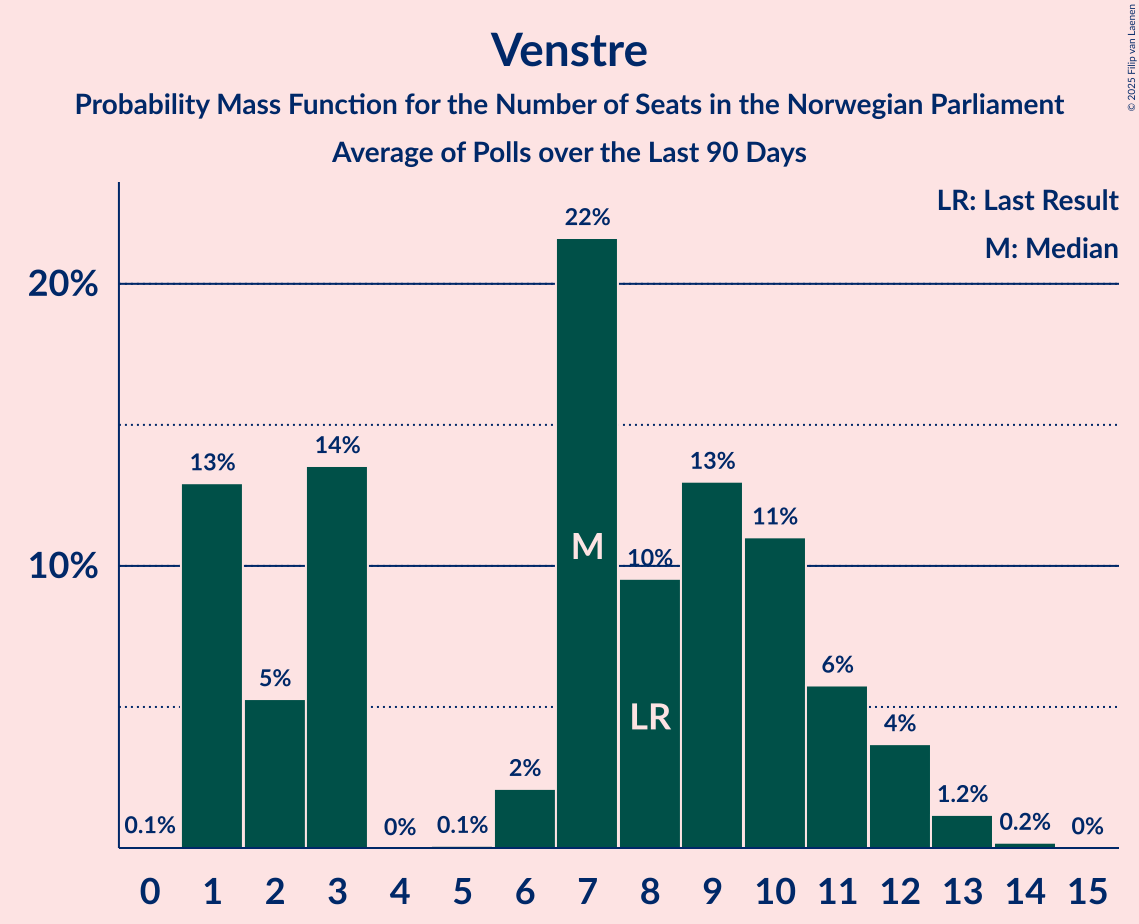 © 2025 Filip van Laenen
Venstre
Probability Mass Function for the Number of Seats in the Norwegian Parliament
Average of Polls over the Last 90 Days
LR: Last Result
M: Median
20%
10%
0.1%
13%
5%
14%
0%
0.1%
2%
22%
10%
13%
11%
6%
4%
1.2%
0.2%
0%
M
LR
0 1 2 3 4 5 6 7 8 9 10 11 12 13 14 15